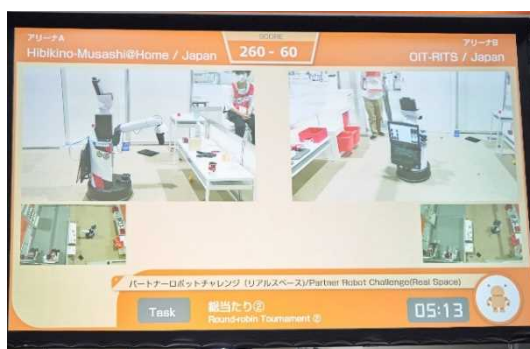 アリーナA
SCORE
アリーナB
Hibikino-Musashi@Home / Japan
260 - 60
OIT-RITS / Japan
パートナーロボットチャレンジ (リアルスペース)/Partner Robot Challenge(Real Space)
Task
総当たり②
Round-robin Tournament ②
05:13